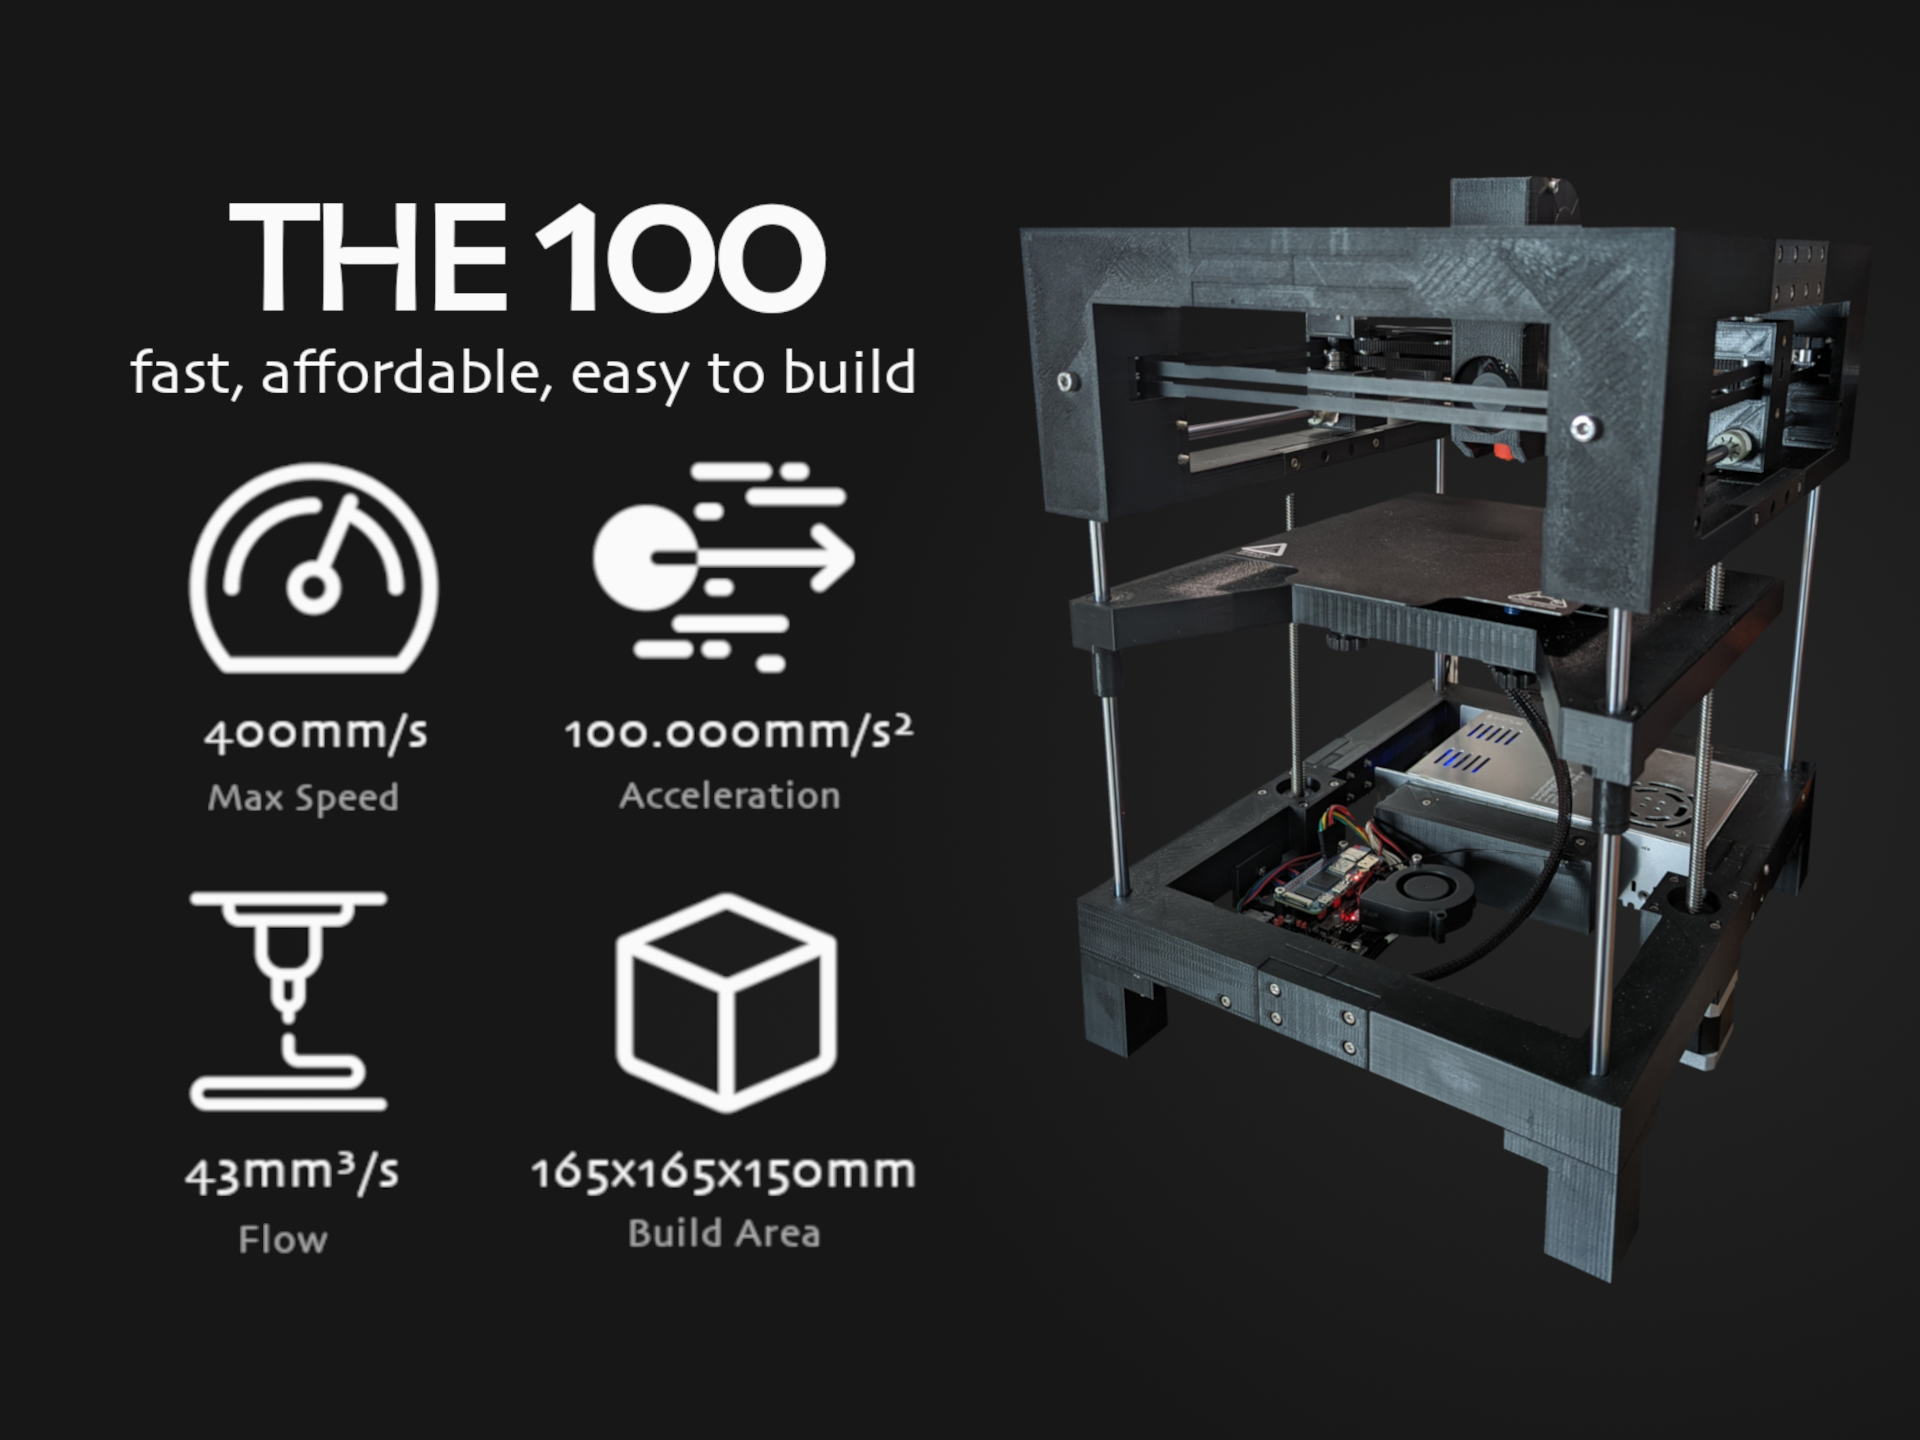 THE 100
fast, affordable, easy to build
400mm/s
Max Speed
100.000mm/s²
Acceleration
43mm³/s
Flow
165x165x150mm
Build Area